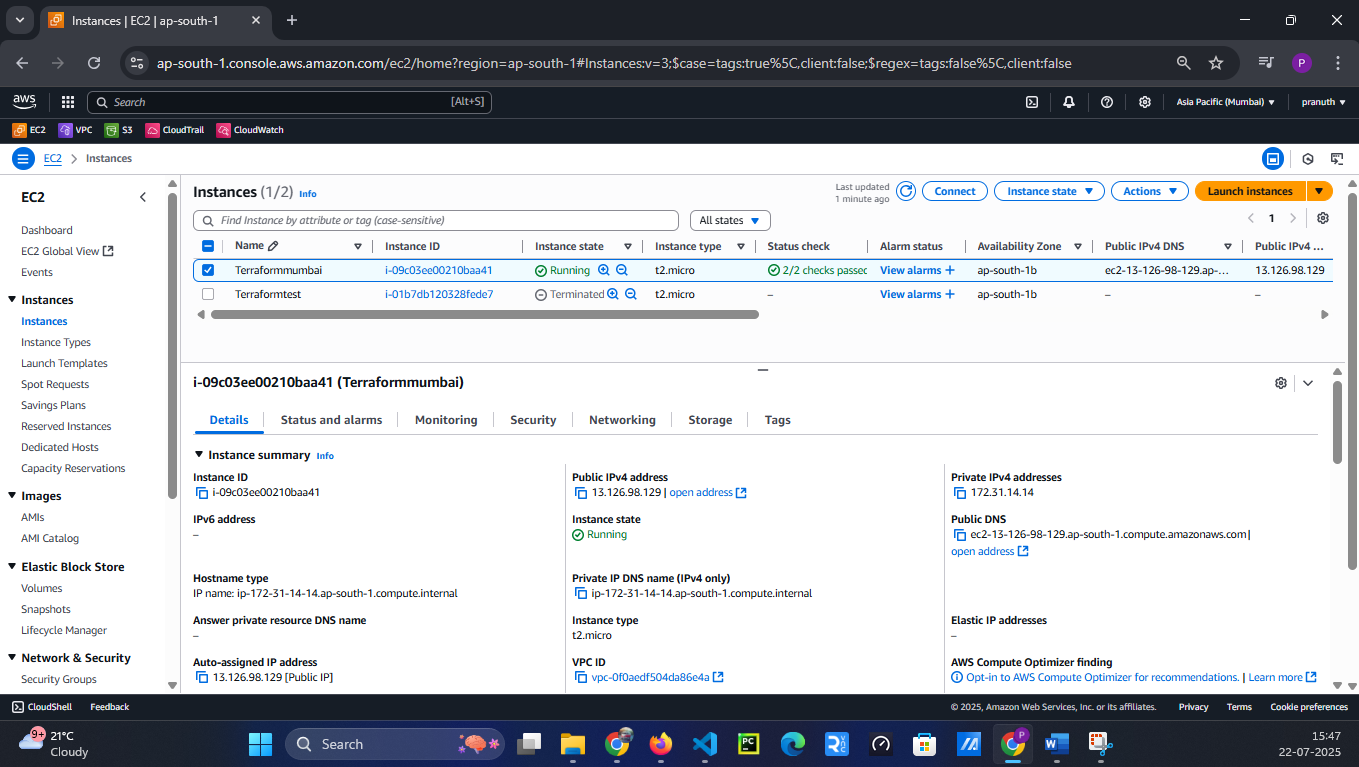 Instances | EC2 | ap-south-1
ap-south-1.console.aws.amazon.com/ec2/home?region=ap-south-1#Instances:v=3;$case=tags:true%5C,client:false;$regex=tags:false%5C,client:false
P
aws
Search
[Alt+S]
Asia Pacific (Mumbai)
pranuth
EC2
VPC
S3
CloudTrail
CloudWatch
EC2
Instances
EC2
Dashboard
EC2 Global View
Events
Instances
Instances
Instance Types
Launch Templates
Spot Requests
Savings Plans
Reserved Instances
Dedicated Hosts
Capacity Reservations
Images
AMIs
AMI Catalog
Elastic Block Store
Volumes
Snapshots
Lifecycle Manager
Network & Security
Security Groups
Instances (1/2) Info
Last updated
1 minute ago
Connect
Instance state
Actions
Launch instances
Find Instance by attribute or tag (case-sensitive)
All states
1
Name Instance ID Instance state Instance type Status check Alarm status Availability Zone Public IPv4 DNS Public IPv4 ...
Terraformmumbai i-09c03ee00210baa41 Running t2.micro 2/2 checks passed View alarms + ap-south-1b ec2-13-126-98-129.ap-... 13.126.98.129
Terraformtest i-01b7db120328fede7 Terminated t2.micro – View alarms + ap-south-1b – –
i-09c03ee00210baa41 (Terraformmumbai)
Details
Status and alarms
Monitoring
Security
Networking
Storage
Tags
Instance summary Info
Instance ID
i-09c03ee00210baa41
Public IPv4 address
13.126.98.129 | open address
Private IPv4 addresses
172.31.14.14
IPv6 address
–
Instance state
Running
Public DNS
ec2-13-126-98-129.ap-south-1.compute.amazonaws.com |
open address
Hostname type
IP name: ip-172-31-14-14.ap-south-1.compute.internal
Private IP DNS name (IPv4 only)
ip-172-31-14-14.ap-south-1.compute.internal
Answer private resource DNS name
–
Instance type
t2.micro
Elastic IP addresses
–
Auto-assigned IP address
13.126.98.129 [Public IP]
VPC ID
vpc-0f0aedf504da86e4a
AWS Compute Optimizer finding
Opt-in to AWS Compute Optimizer for recommendations. | Learn more
CloudShell
Feedback
© 2025, Amazon Web Services, Inc. or its affiliates.
Privacy
Terms
Cookie preferences
9+
21°C
Cloudy
Search
PC
P
15:47
22-07-2025